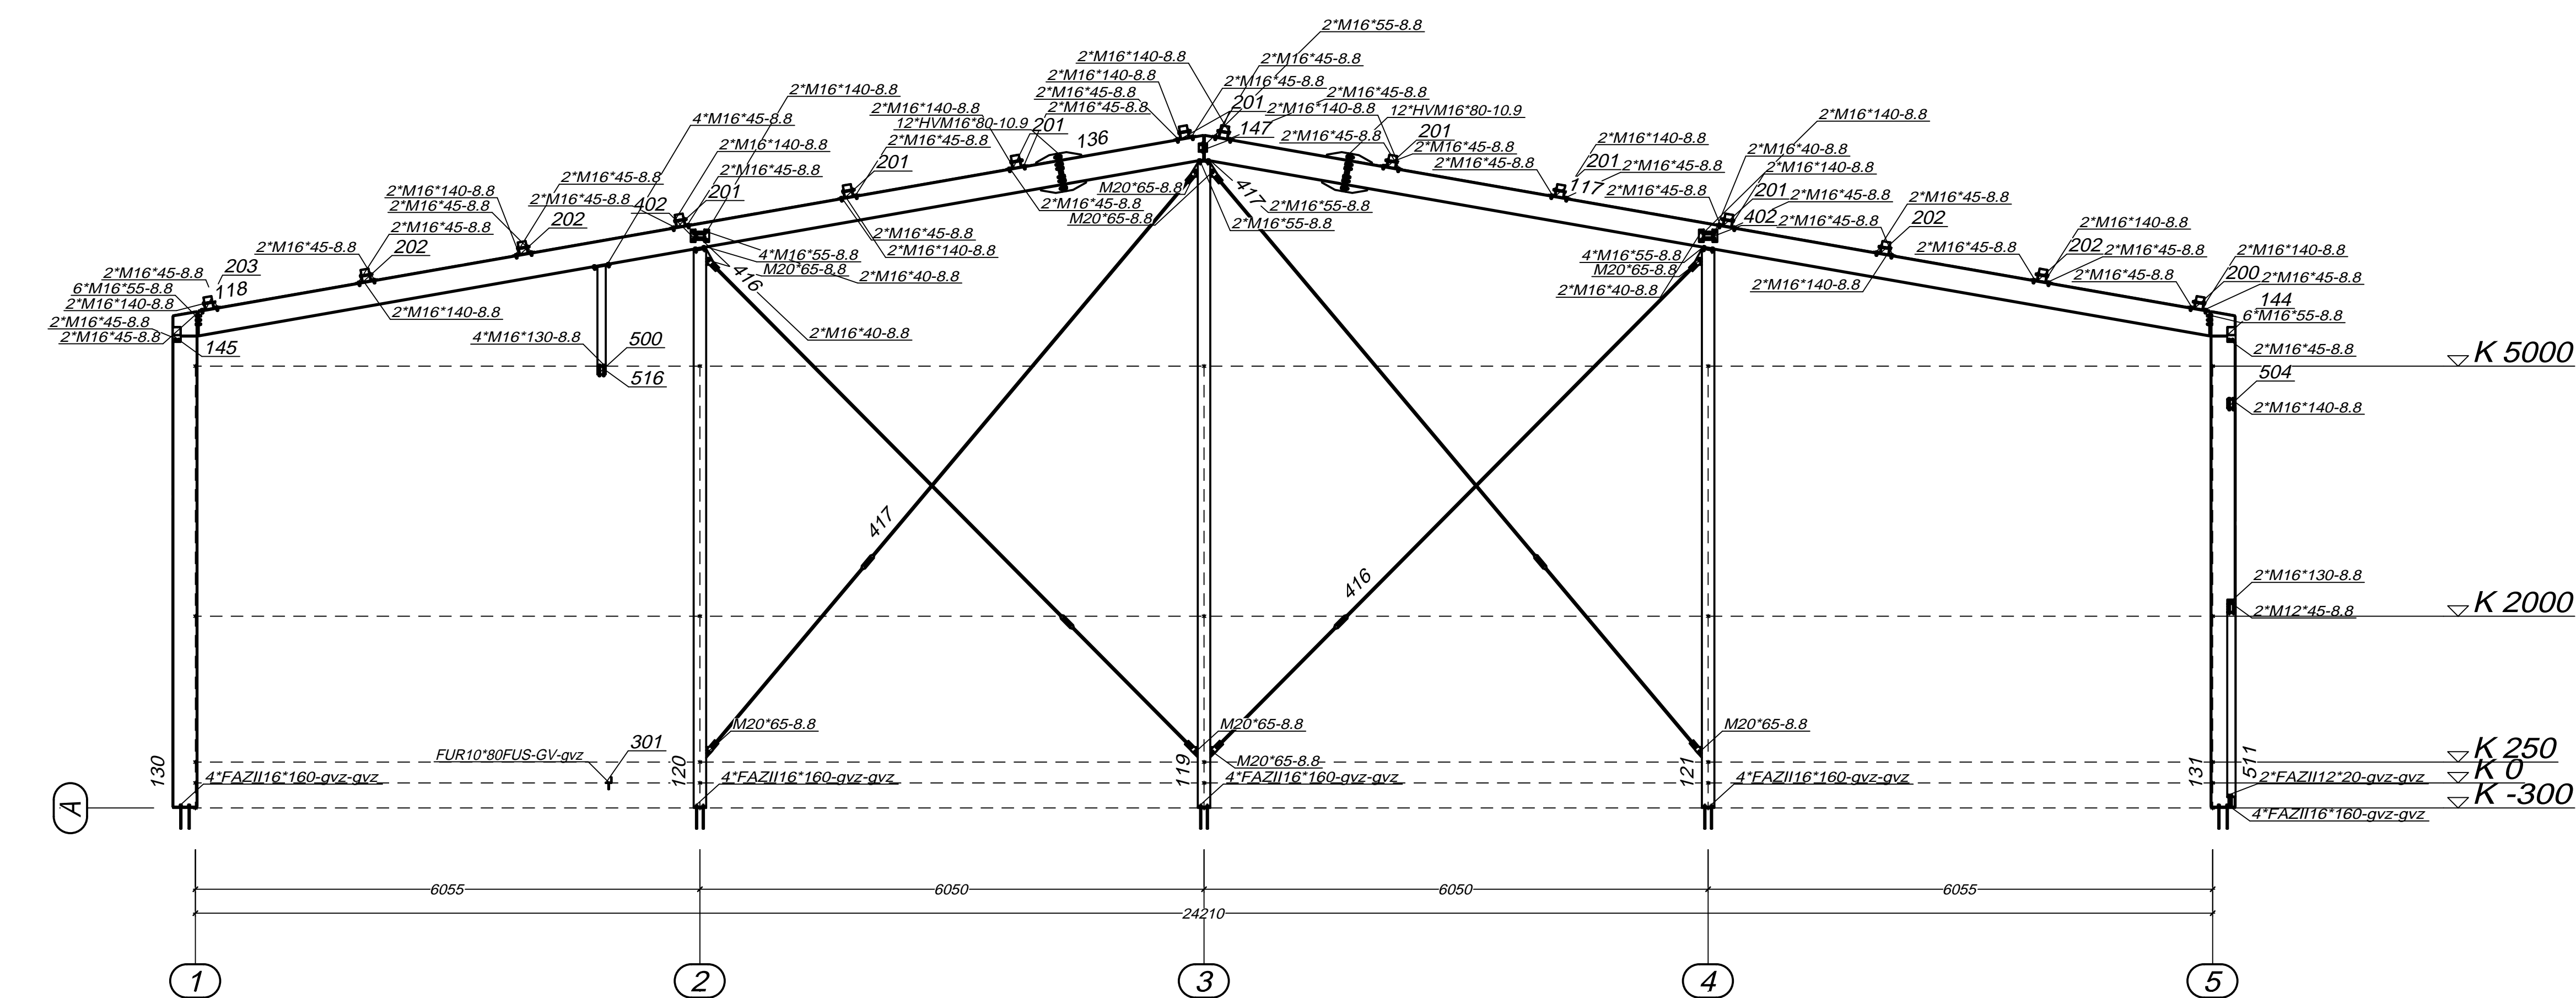 2*M16*55-8.8
2*M16*140-8.8
2*M16*45-8.8
2*M16*140-8.8
2*M16*45-8.8
2*M16*140-8.8
2*M16*45-8.8
2*M16*45-8.8
2*M16*140-8.8
2*M16*45-8.8
201
2*M16*140-8.8
12*HVM16*80-10.9
2*M16*140-8.8
4*M16*45-8.8
12*HVM16*80-10.9
201
136
147
2*M16*45-8.8
201
2*M16*140-8.8
2*M16*45-8.8
2*M16*140-8.8
2*M16*45-8.8
2*M16*45-8.8
2*M16*40-8.8
201
2*M16*45-8.8
201
2*M16*45-8.8
2*M16*140-8.8
2*M16*45-8.8
2*M16*45-8.8
117
2*M16*45-8.8
201
2*M16*45-8.8
2*M16*45-8.8
2*M16*140-8.8
2*M16*45-8.8
2*M16*45-8.8
402
201
M20*65-8.8
417
2*M16*45-8.8
2*M16*55-8.8
M20*65-8.8
2*M16*55-8.8
402
2*M16*45-8.8
202
2*M16*140-8.8
202
2*M16*45-8.8
2*M16*45-8.8
2*M16*45-8.8
202
2*M16*45-8.8
2*M16*140-8.8
4*M16*55-8.8
M20*65-8.8
2*M16*40-8.8
416
4*M16*55-8.8
M20*65-8.8
2*M16*40-8.8
2*M16*45-8.8
202
2*M16*45-8.8
2*M16*140-8.8
2*M16*140-8.8
2*M16*45-8.8
200
2*M16*45-8.8
2*M16*45-8.8
203
6*M16*55-8.8
118
2*M16*140-8.8
2*M16*45-8.8
2*M16*45-8.8
145
2*M16*140-8.8
4*M16*130-8.8
500
516
2*M16*40-8.8
144
6*M16*55-8.8
2*M16*45-8.8
K 5000
504
2*M16*140-8.8
417
416
2*M16*130-8.8
2*M12*45-8.8
K 2000
M20*65-8.8
M20*65-8.8
M20*65-8.8
M20*65-8.8
FUR10*80FUS-GV-gvz
301
K 250
K 0
K -300
130
120
119
121
131
511
4*FAZII16*160-gvz-gvz
4*FAZII16*160-gvz-gvz
4*FAZII16*160-gvz-gvz
4*FAZII16*160-gvz-gvz
2*FAZII12*20-gvz-gvz
4*FAZII16*160-gvz-gvz
A
6055
6050
6050
6055
24210
1
2
3
4
5